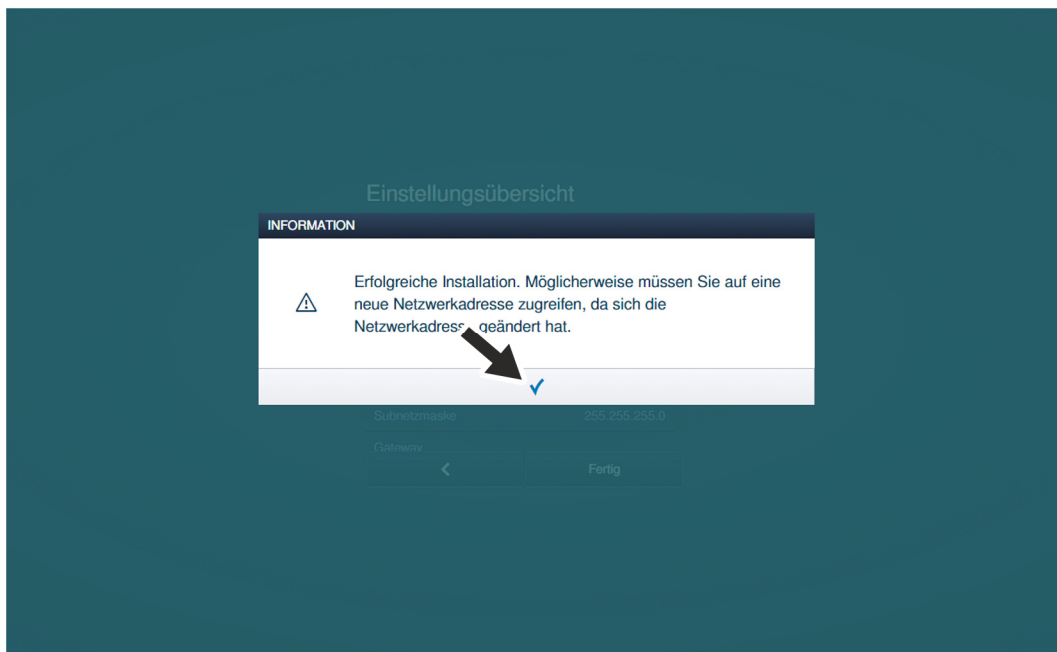 Einstellungsübersicht
INFORMATION
Erfolgreiche Installation. Möglicherweise müssen Sie auf eine
neue Netzwerkadresse zugreifen, da sich die
Netzwerkadress geändert hat.
Subnetzmaske 255.255.255.0
Gateway
Fertig